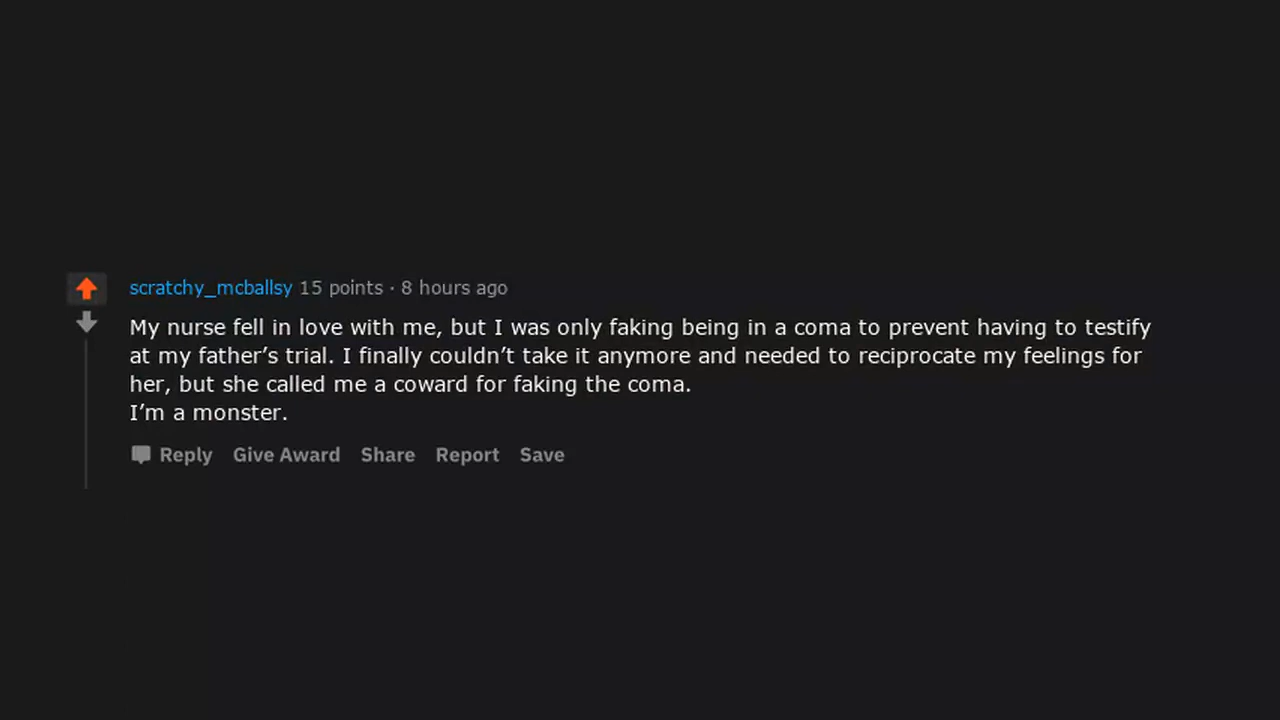 scratchy_mcballsy 15 points · 8 hours ago
My nurse fell in love with me, but I was only faking being in a coma to prevent having to testify
at my father’s trial. I finally couldn’t take it anymore and needed to reciprocate my feelings for
her, but she called me a coward for faking the coma.
I’m a monster.
Reply Give Award Share Report Save